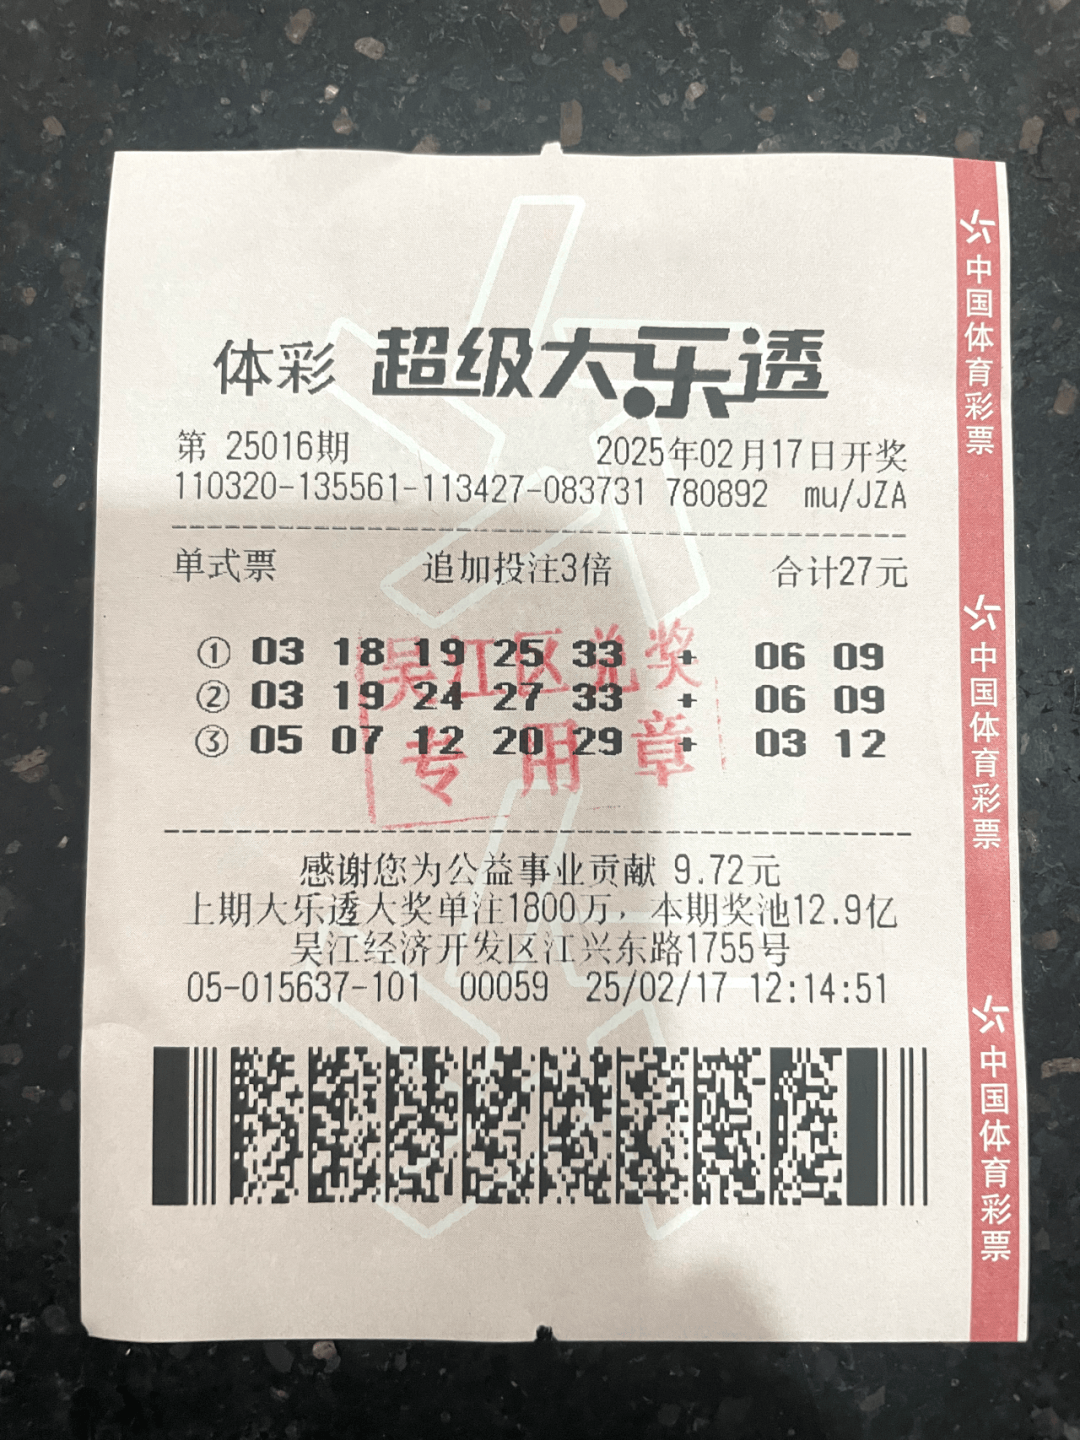 体彩 超级大乐透
第 25016期 2025年02月17日开奖
110320-135561-113427-083731 780892 mu/JZA
单式票 追加投注3倍 合计27元
① 03 18 19 25 33 + 06 09
② 03 19 24 27 33 + 06 09
③ 05 07 12 20 29 + 03 12
吴江区兑奖
专用章
感谢您为公益事业贡献 9.72元
上期大乐透大奖单注1800万，本期奖池12.9亿
吴江经济开发区江兴东路1755号
05-015637-101 00059 25/02/17 12:14:51
中国体育彩票
中国体育彩票
中国体育彩票